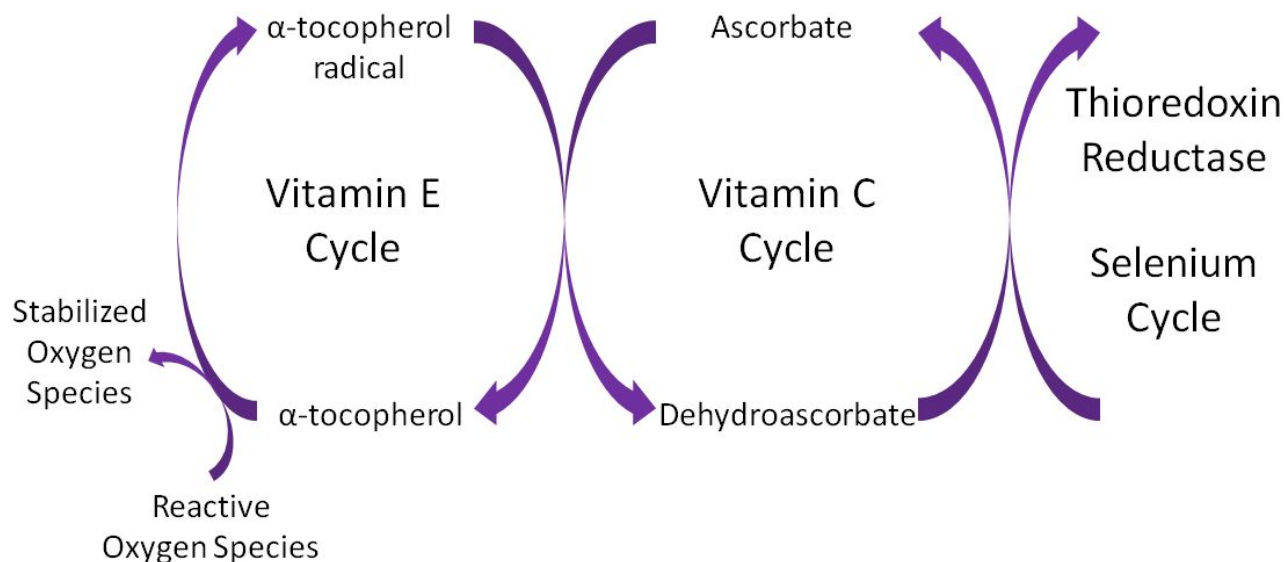 α-tocopherol
radical
Ascorbate
Thioredoxin
Reductase
Vitamin E
Cycle
Vitamin C
Cycle
Selenium
Cycle
Stabilized
Oxygen
Species
α-tocopherol
Dehydroascorbate
Reactive
Oxygen Species